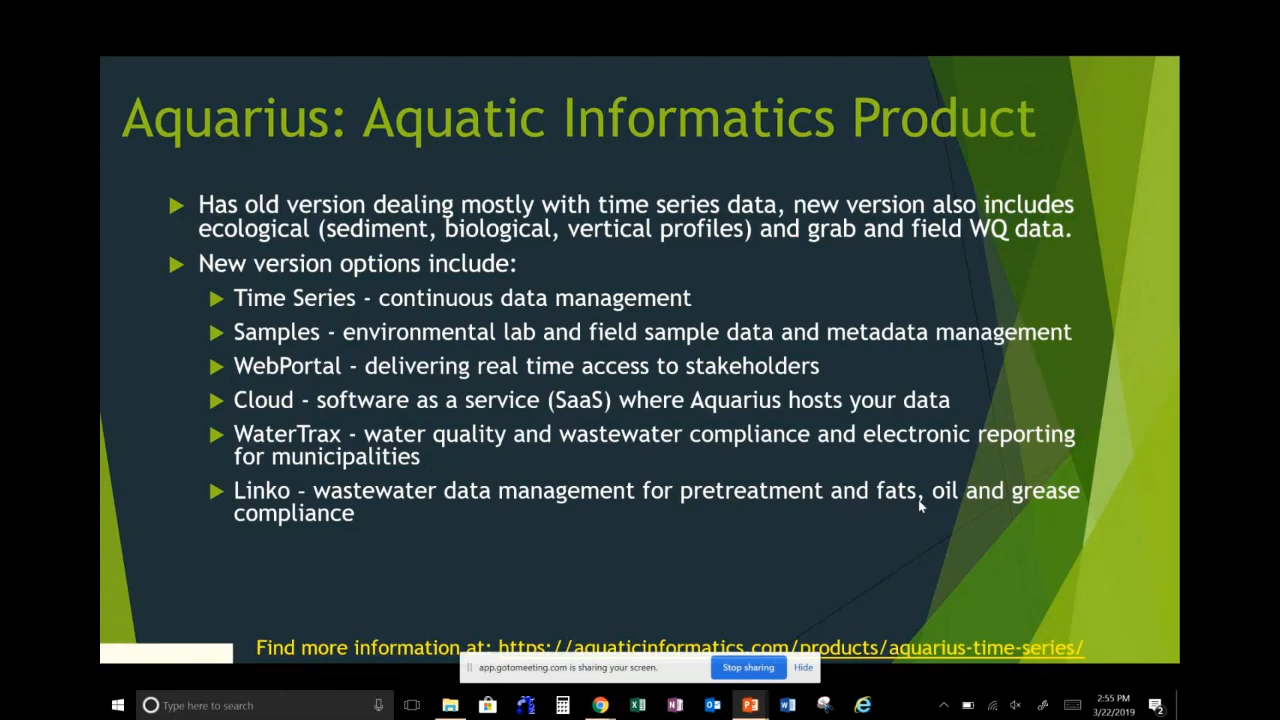 Aquarius: Aquatic Informatics Product
Has old version dealing mostly with time series data, new version also includes
ecological (sediment, biological, vertical profiles) and grab and field WQ data.
New version options include:
Time Series - continuous data management
Samples - environmental lab and field sample data and metadata management
WebPortal - delivering real time access to stakeholders
Cloud - software as a service (SaaS) where Aquarius hosts your data
WaterTrax - water quality and wastewater compliance and electronic reporting
for municipalities
Linko - wastewater data management for pretreatment and fats, oil and grease
compliance
Find more information at: https://aquaticinformatics.com/products/aquarius-time-series/
app.gotomeeting.com is sharing your screen.
Stop sharing
Hide
Type here to search
2:55 PM
3/22/2019
2